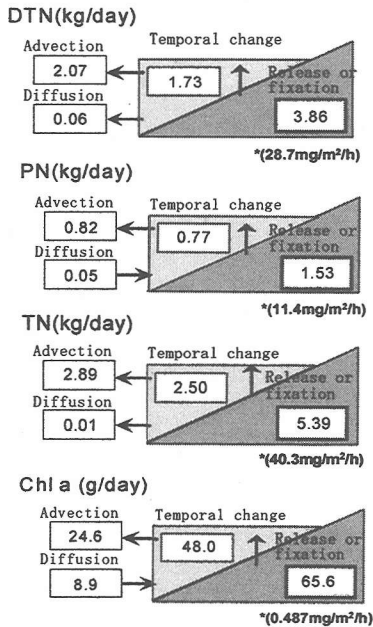 DTN(kg/day)
Advection
Temporal change
2.07
1.73
Release or
fixation
Diffusion
0.06
3.86
*(28.7mg/m²/h)
PN(kg/day)
Advection
Temporal change
0.82
0.77
Release or
fixation
Diffusion
0.05
1.53
*(11.4mg/m²/h)
TN(kg/day)
Advection
Temporal change
2.89
2.50
Release or
fixation
Diffusion
0.01
5.39
*(40.3mg/m²/h)
Chl a (g/day)
Advection
Temporal change
24.6
48.0
Release or
fixation
Diffusion
8.9
65.6
*(0.487mg/m²/h)